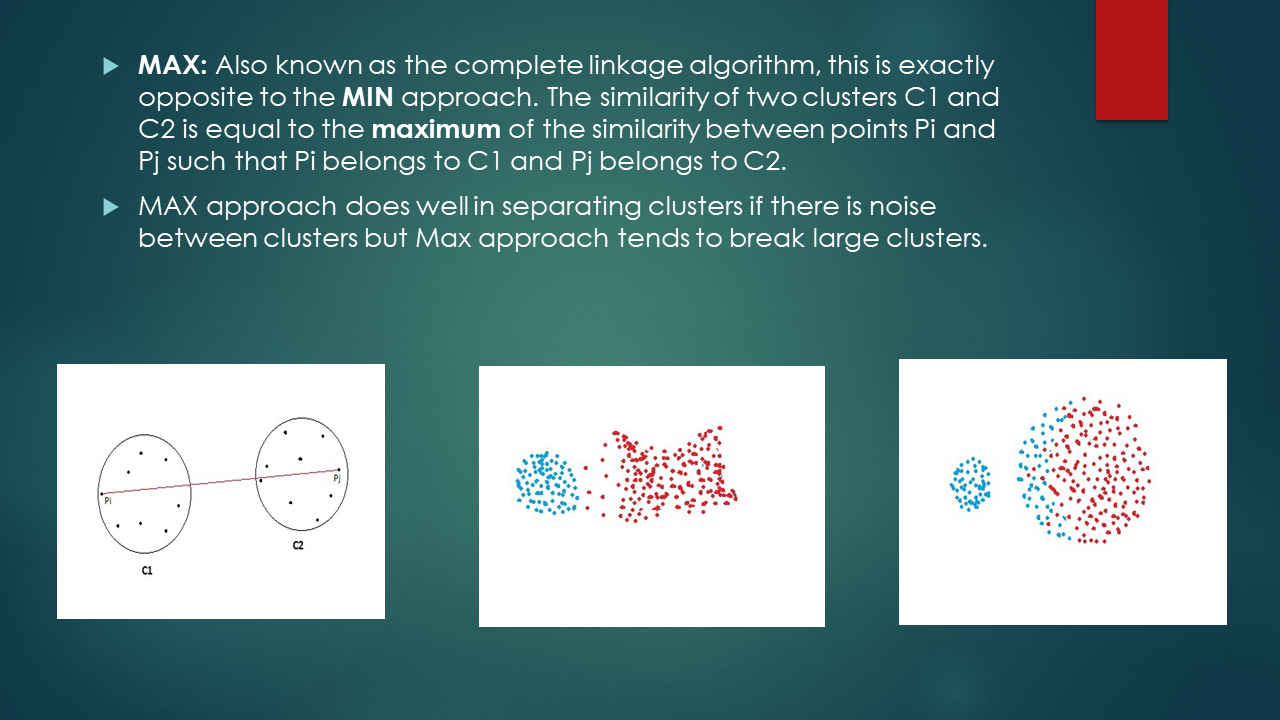 MAX: Also known as the complete linkage algorithm, this is exactly
opposite to the MIN approach. The similarity of two clusters C1 and
C2 is equal to the maximum of the similarity between points Pi and
Pj such that Pi belongs to C1 and Pj belongs to C2.
MAX approach does well in separating clusters if there is noise
between clusters but Max approach tends to break large clusters.
Pi
Pj
C1
C2